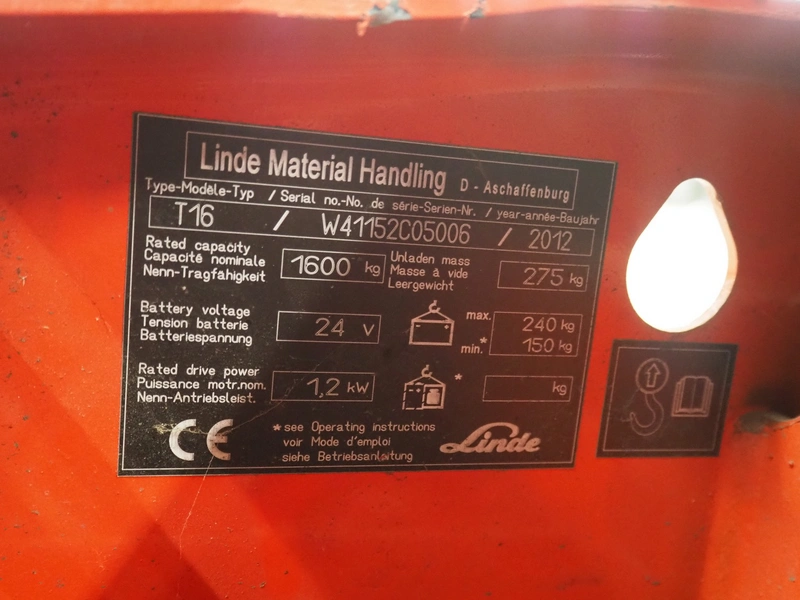 Linde Material Handling D - Aschaffenburg
Type-Modèle-Typ / Serial no.-No. de série-Serien-Nr. / year-année-Baujahr
T16 / W41152C05006 / 2012
Rated capacity
Capacité nominale
Nenn-Tragfähigkeit
1600 kg
Unladen mass
Masse à vide
Leergewicht
275 kg
Battery voltage
Tension batterie
Batteriespannung
24 V
max. 240 kg
min.* 150 kg
Rated drive power
Puissance motr.nom.
Nenn-Antriebsleist.
1,2 kW
* kg
CE
*see Operating instructions
voir Mode d'emploi
siehe Betriebsanleitung
Linde